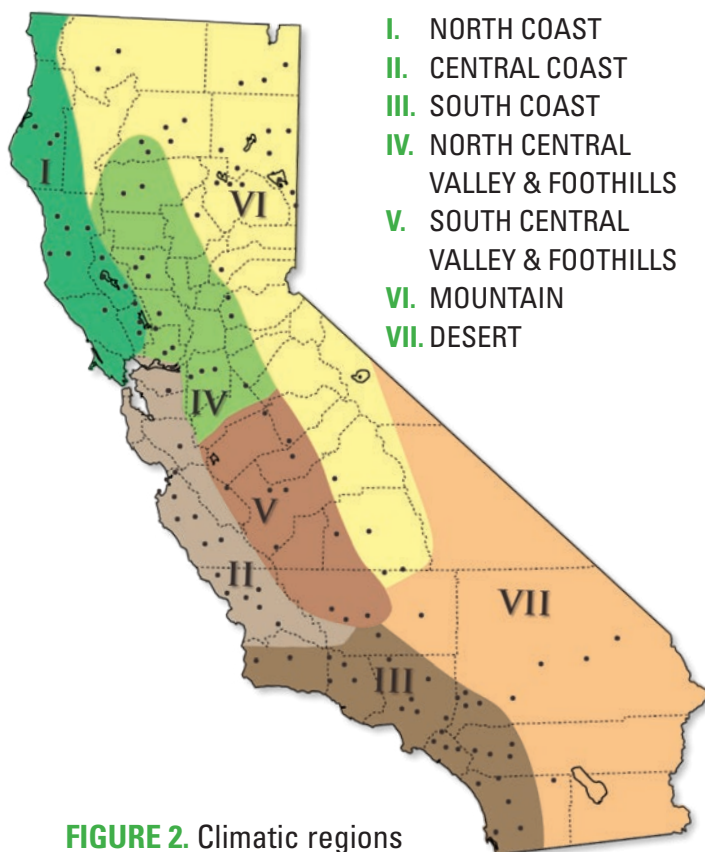 I. NORTH COAST
II. CENTRAL COAST
III. SOUTH COAST
IV. NORTH CENTRAL
VALLEY & FOOTHILLS
V. SOUTH CENTRAL
VALLEY & FOOTHILLS
VI. MOUNTAIN
VII. DESERT
I
VI
IV
V
II
VII
III
FIGURE 2. Climatic regions